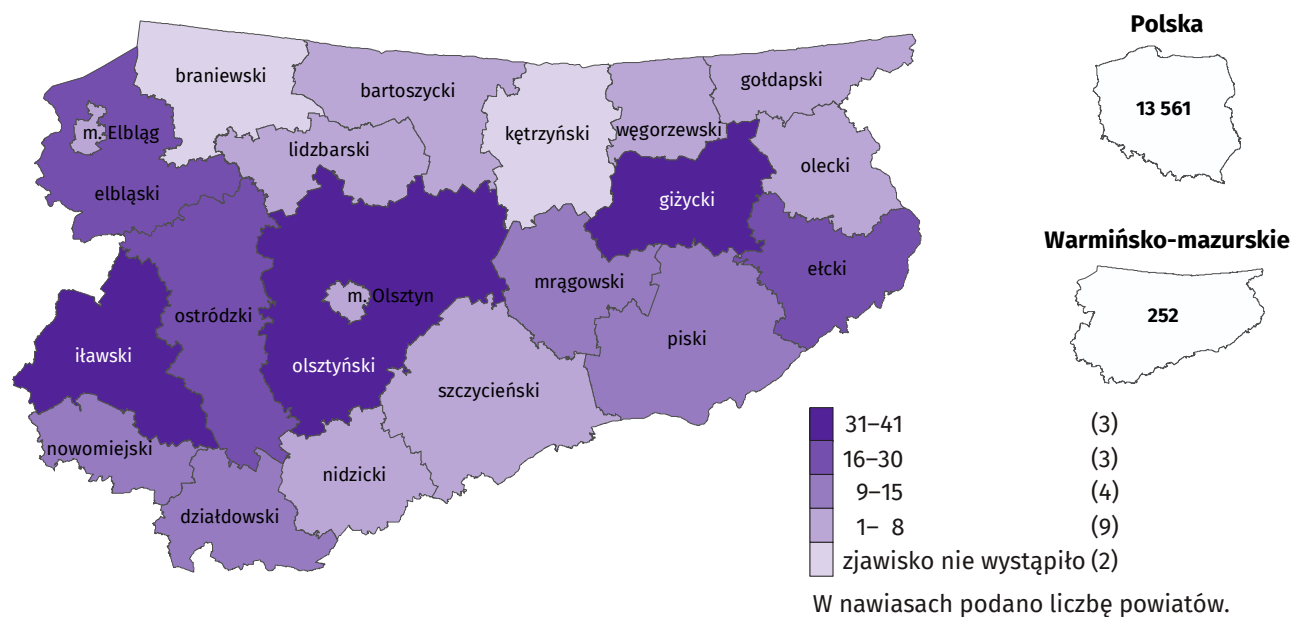 Polska
13 561
braniewski
bartoszycki
gołdapski
m. Elbląg
kętrzyński
węgorzewski
lidzbarski
olecki
elbląski
giżycki
Warmińsko-mazurskie
252
mrągowski
ełcki
m. Olsztyn
ostródzki
piski
iławski
olsztyński
szczycieński
nowomiejski
nidzicki
działdowski
31–41 (3)
16–30 (3)
9–15 (4)
1– 8 (9)
zjawisko nie wystąpiło (2)
W nawiasach podano liczbę powiatów.